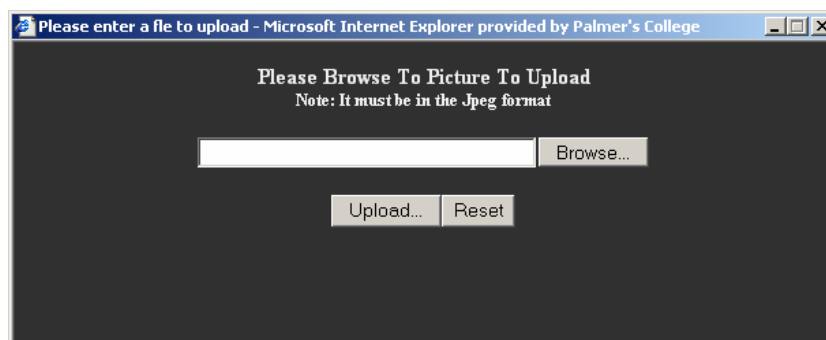 Please enter a fle to upload - Microsoft Internet Explorer provided by Palmer's College
Please Browse To Picture To Upload
Note: It must be in the Jpeg format
Browse...
Upload... Reset